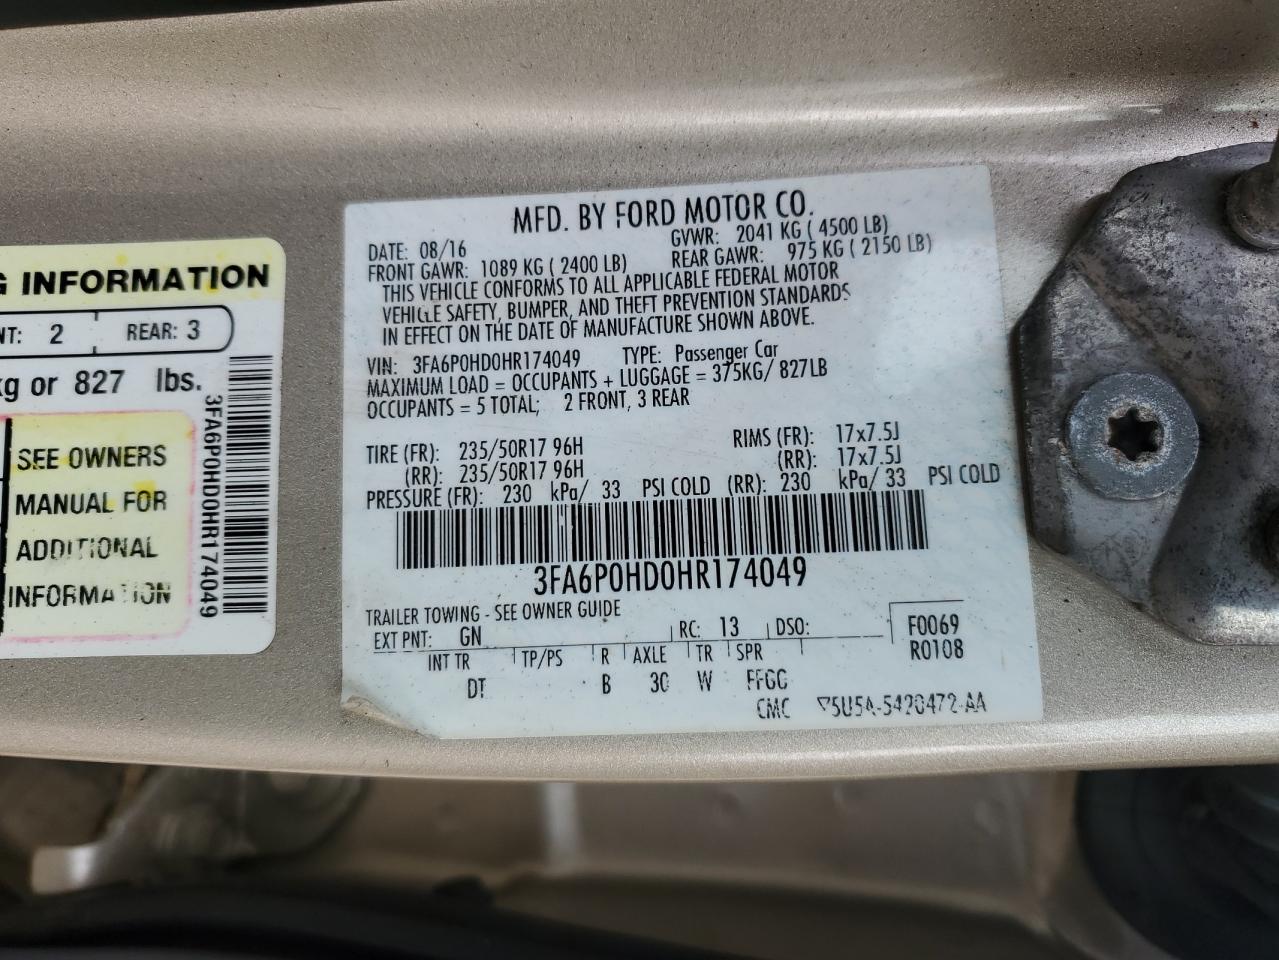 G INFORMATION
NT: 2 REAR: 3
kg or 827 lbs.
SEE OWNERS
MANUAL FOR
ADDITIONAL
INFORMATION
3FA6P0HD0HR174049
MFD. BY FORD MOTOR CO.
DATE: 08/16 GVWR: 2041 KG ( 4500 LB)
FRONT GAWR: 1089 KG ( 2400 LB) REAR GAWR: 975 KG ( 2150 LB)
THIS VEHICLE CONFORMS TO ALL APPLICABLE FEDERAL MOTOR
VEHICLE SAFETY, BUMPER, AND THEFT PREVENTION STANDARDS
IN EFFECT ON THE DATE OF MANUFACTURE SHOWN ABOVE.
VIN: 3FA6P0HD0HR174049 TYPE: Passenger Car
MAXIMUM LOAD = OCCUPANTS + LUGGAGE = 375KG/ 827LB
OCCUPANTS = 5 TOTAL; 2 FRONT, 3 REAR
TIRE (FR): 235/50R17 96H RIMS (FR): 17x7.5J
(RR): 235/50R17 96H (RR): 17x7.5J
PRESSURE (FR): 230 kPa/ 33 PSI COLD (RR): 230 kPa/ 33 PSI COLD
3FA6P0HD0HR174049
TRAILER TOWING - SEE OWNER GUIDE
EXT PNT: GN RC: 13 DSO: F0069
R0108
INT TR TP/PS R AXLE TR SPR
DT B 30 W FFGG
CMC 5U5A-5420472-AA